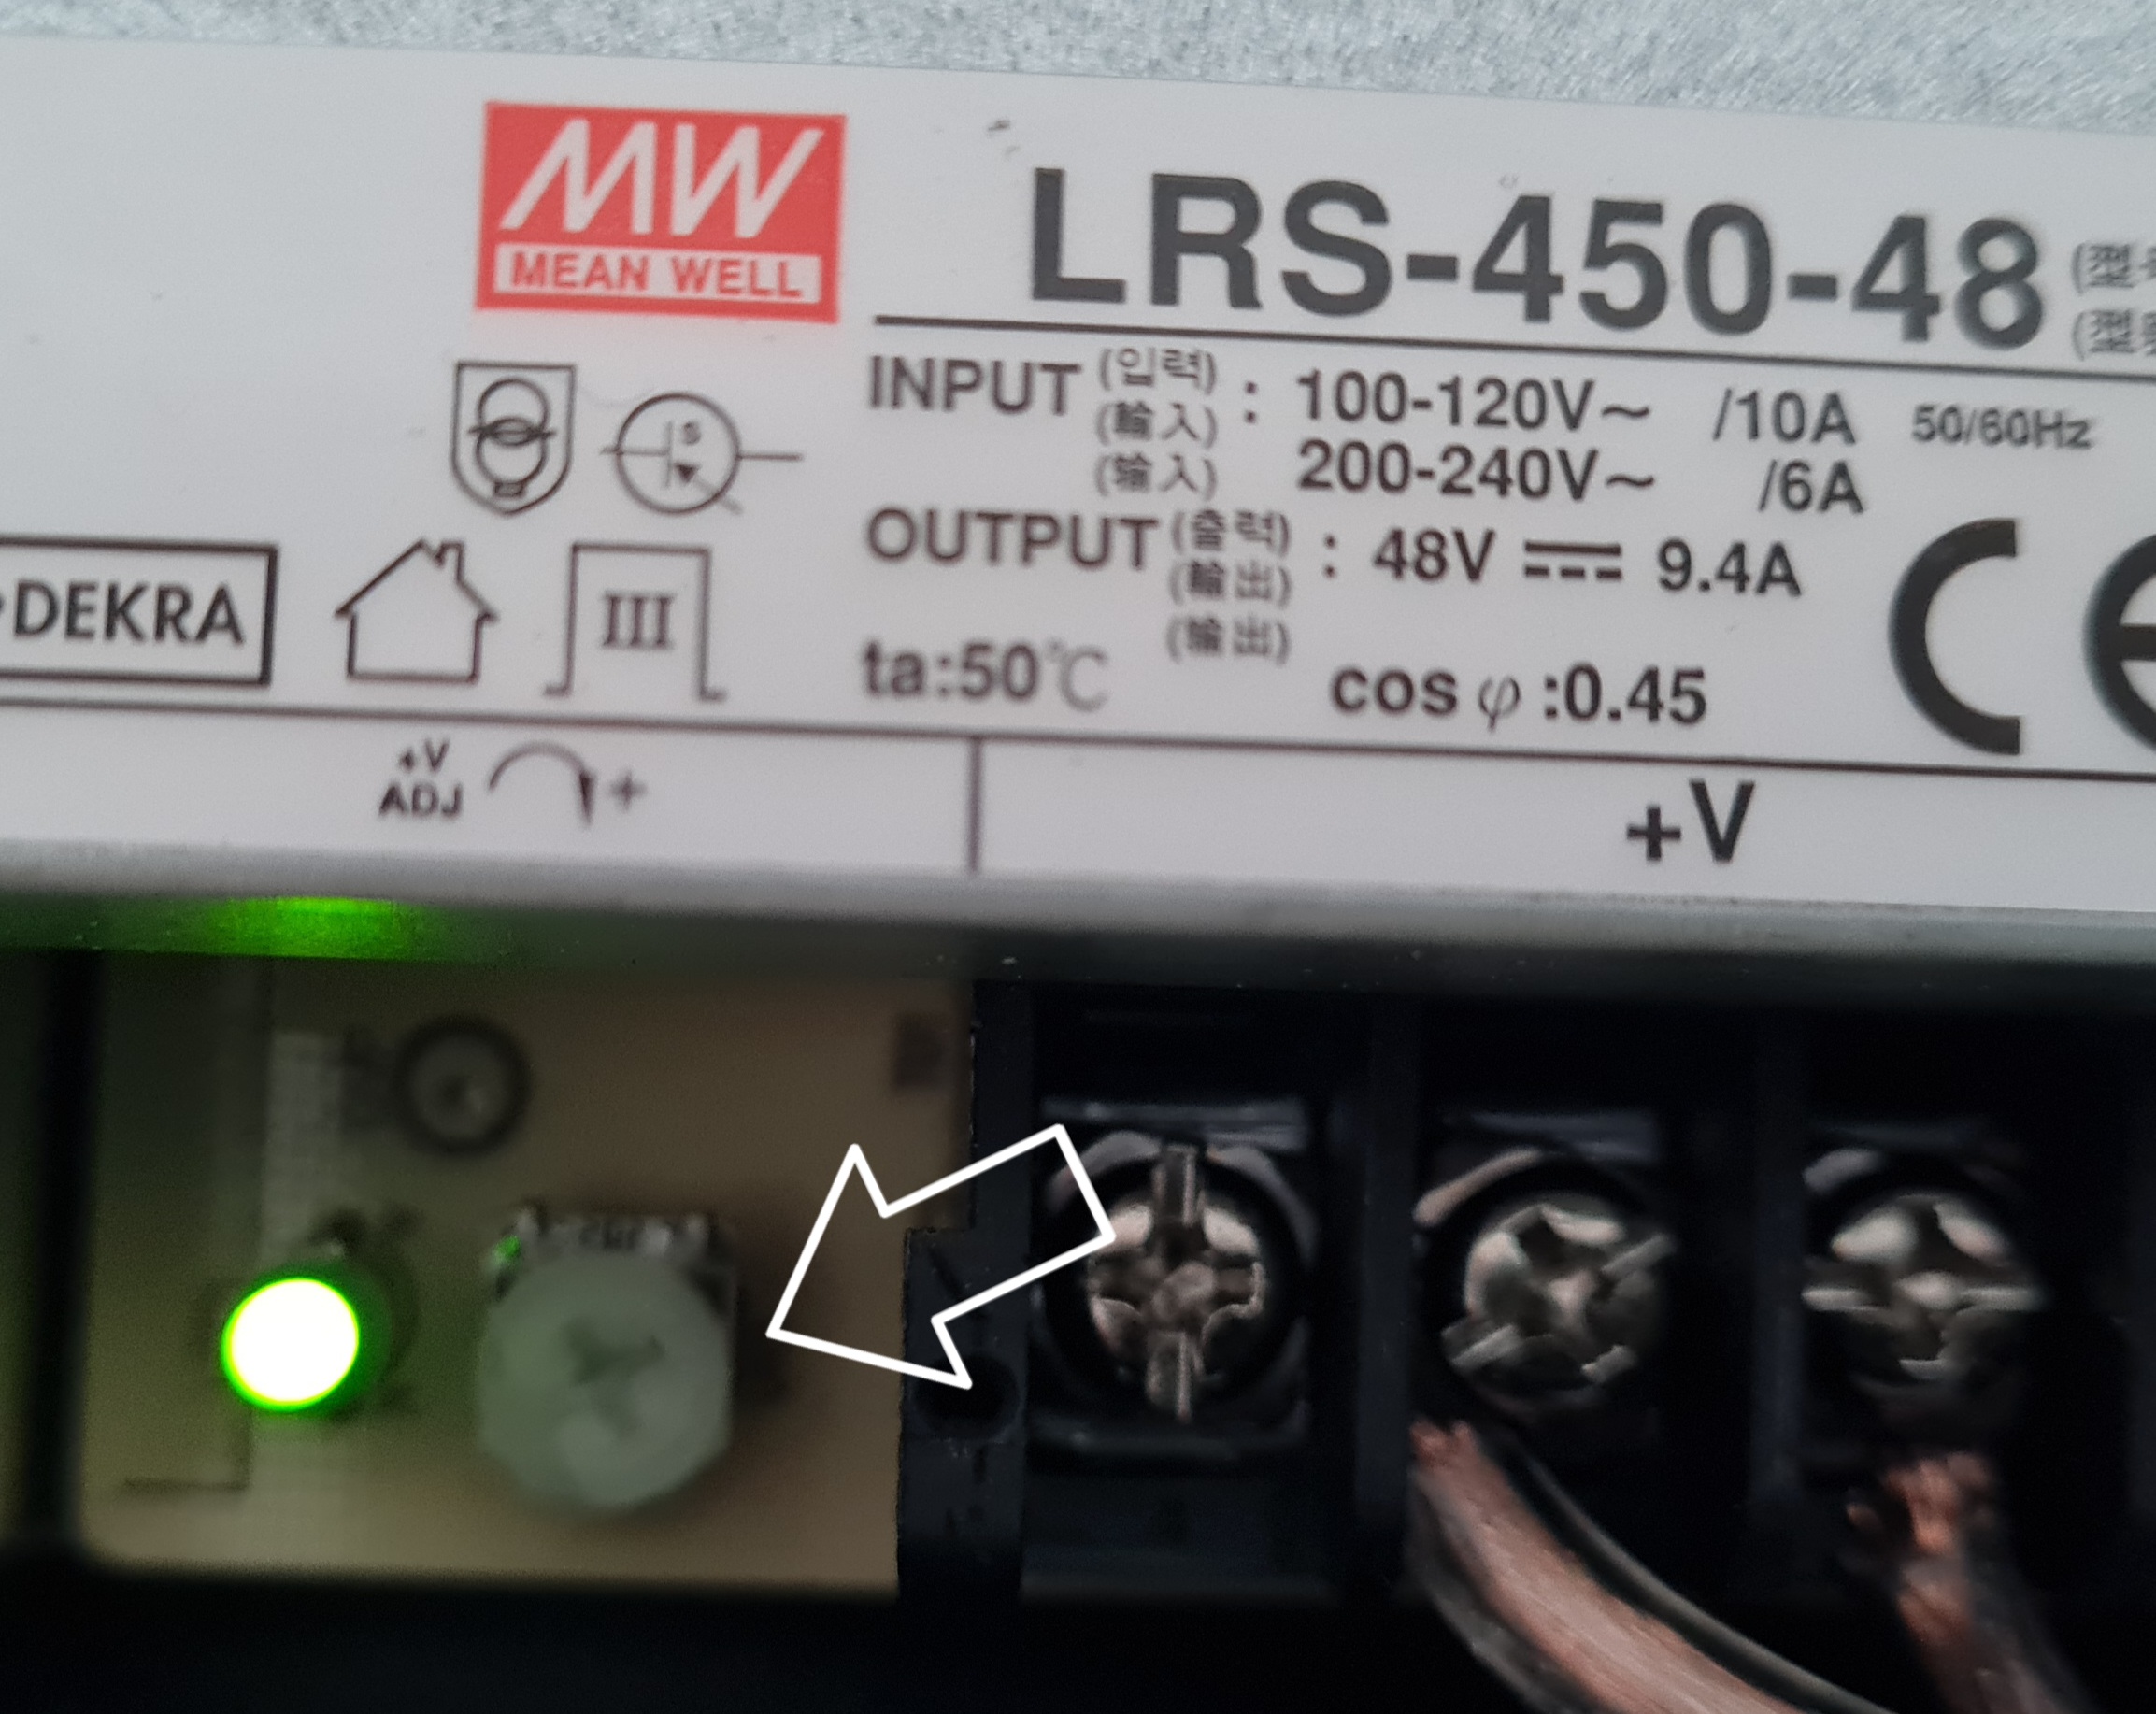 MW
MEAN WELL
LRS-450-48
INPUT (입력) (輸入) (输入) : 100-120V～ /10A 50/60Hz
200-240V～ /6A
OUTPUT (출력) (輸出) (输出) : 48V ⎓ 9.4A
DEKRA
III
ta:50℃
cos φ :0.45
CE
S
+V
ADJ
+
+V